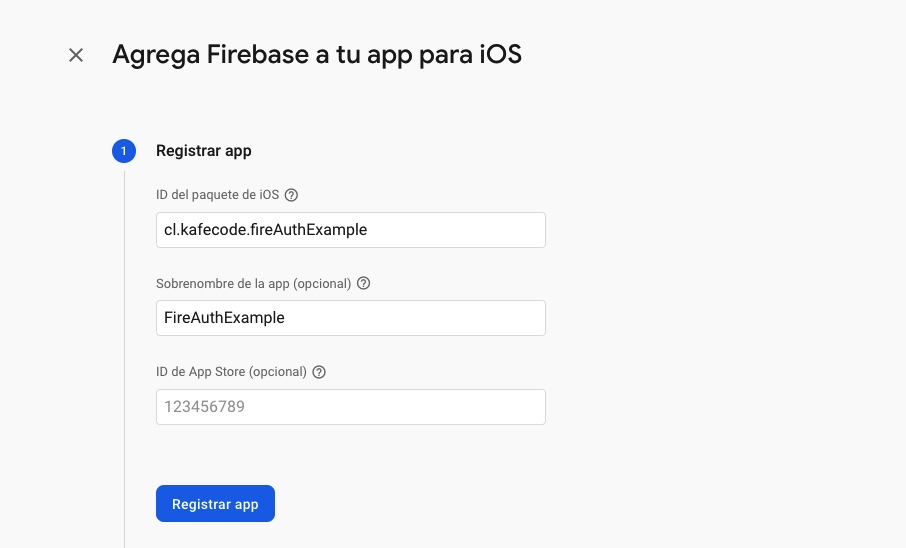 Agrega Firebase a tu app para iOS
1
Registrar app
ID del paquete de iOS ?
cl.kafecode.fireAuthExample
Sobrenombre de la app (opcional) ?
FireAuthExample
ID de App Store (opcional) ?
123456789
Registrar app